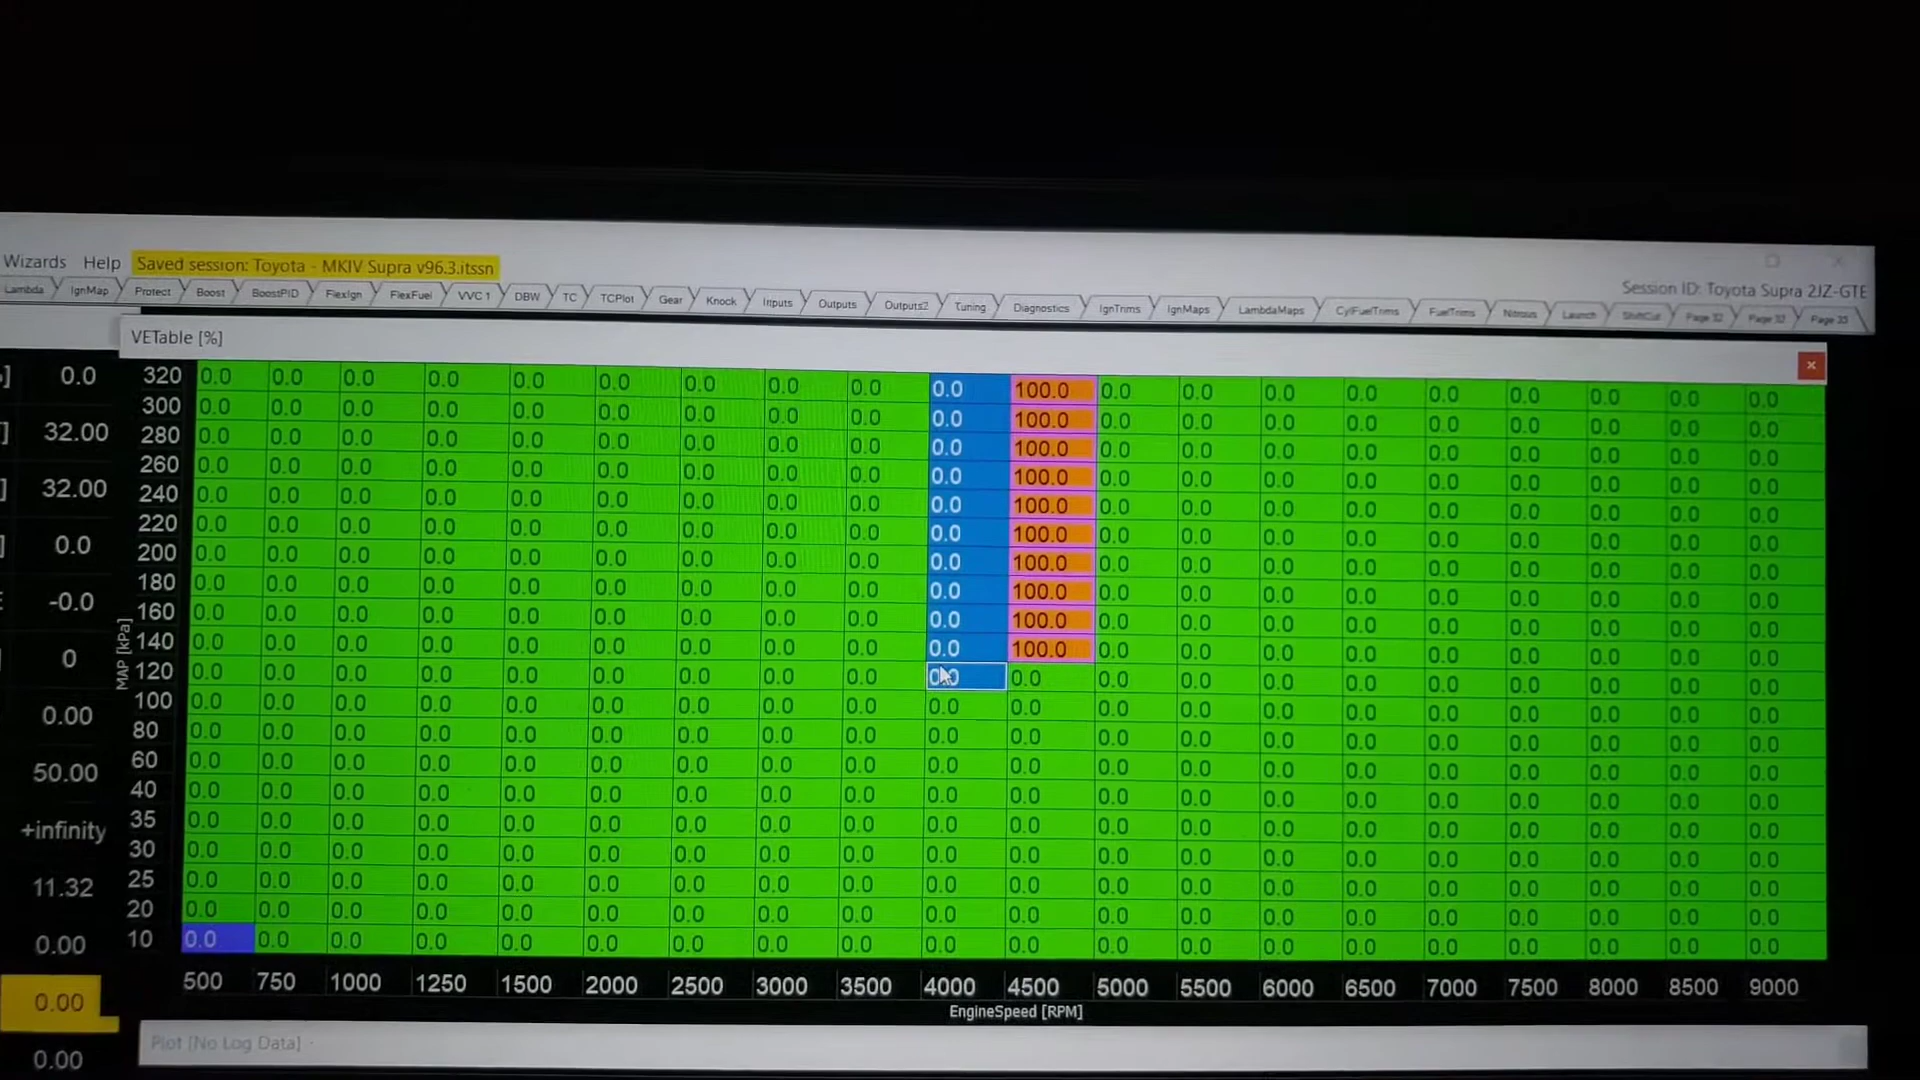 Wizards Help Saved session: Toyota - MKIV Supra v96.3.itssn
Session ID: Toyota Supra 2JZ-GTE
Lambda IgnMap Protect Boost BoostPID FlexIgn FlexFuel VVC 1 DBW TC TCPlot Gear Knock Inputs Outputs Outputs2 Tuning Diagnostics IgnTrims IgnMaps LambdaMaps CylFuelTrims FuelTrims Nitrous Launch ShiftCut Page 32 Page 32 Page 33
VETable [%]
] 0.0 320 0.0 0.0 0.0 0.0 0.0 0.0 0.0 0.0 0.0 0.0 100.0 0.0 0.0 0.0 0.0 0.0 0.0 0.0 0.0 0.0
300 0.0 0.0 0.0 0.0 0.0 0.0 0.0 0.0 0.0 0.0 100.0 0.0 0.0 0.0 0.0 0.0 0.0 0.0 0.0 0.0
] 32.00 280 0.0 0.0 0.0 0.0 0.0 0.0 0.0 0.0 0.0 0.0 100.0 0.0 0.0 0.0 0.0 0.0 0.0 0.0 0.0 0.0
260 0.0 0.0 0.0 0.0 0.0 0.0 0.0 0.0 0.0 0.0 100.0 0.0 0.0 0.0 0.0 0.0 0.0 0.0 0.0 0.0
] 32.00 240 0.0 0.0 0.0 0.0 0.0 0.0 0.0 0.0 0.0 0.0 100.0 0.0 0.0 0.0 0.0 0.0 0.0 0.0 0.0 0.0
220 0.0 0.0 0.0 0.0 0.0 0.0 0.0 0.0 0.0 0.0 100.0 0.0 0.0 0.0 0.0 0.0 0.0 0.0 0.0 0.0
] 0.0 200 0.0 0.0 0.0 0.0 0.0 0.0 0.0 0.0 0.0 0.0 100.0 0.0 0.0 0.0 0.0 0.0 0.0 0.0 0.0 0.0
180 0.0 0.0 0.0 0.0 0.0 0.0 0.0 0.0 0.0 0.0 100.0 0.0 0.0 0.0 0.0 0.0 0.0 0.0 0.0 0.0
-0.0 160 0.0 0.0 0.0 0.0 0.0 0.0 0.0 0.0 0.0 0.0 100.0 0.0 0.0 0.0 0.0 0.0 0.0 0.0 0.0 0.0
0 140 0.0 0.0 0.0 0.0 0.0 0.0 0.0 0.0 0.0 0.0 100.0 0.0 0.0 0.0 0.0 0.0 0.0 0.0 0.0 0.0
MAP [kPa]
120 0.0 0.0 0.0 0.0 0.0 0.0 0.0 0.0 0.0 0.0 0.0 0.0 0.0 0.0 0.0 0.0 0.0 0.0 0.0
0.00 100 0.0 0.0 0.0 0.0 0.0 0.0 0.0 0.0 0.0 0.0 0.0 0.0 0.0 0.0 0.0 0.0 0.0 0.0 0.0 0.0
80 0.0 0.0 0.0 0.0 0.0 0.0 0.0 0.0 0.0 0.0 0.0 0.0 0.0 0.0 0.0 0.0 0.0 0.0 0.0 0.0
50.00 60 0.0 0.0 0.0 0.0 0.0 0.0 0.0 0.0 0.0 0.0 0.0 0.0 0.0 0.0 0.0 0.0 0.0 0.0 0.0 0.0
40 0.0 0.0 0.0 0.0 0.0 0.0 0.0 0.0 0.0 0.0 0.0 0.0 0.0 0.0 0.0 0.0 0.0 0.0 0.0 0.0
+infinity 35 0.0 0.0 0.0 0.0 0.0 0.0 0.0 0.0 0.0 0.0 0.0 0.0 0.0 0.0 0.0 0.0 0.0 0.0 0.0 0.0
30 0.0 0.0 0.0 0.0 0.0 0.0 0.0 0.0 0.0 0.0 0.0 0.0 0.0 0.0 0.0 0.0 0.0 0.0 0.0 0.0
11.32 25 0.0 0.0 0.0 0.0 0.0 0.0 0.0 0.0 0.0 0.0 0.0 0.0 0.0 0.0 0.0 0.0 0.0 0.0 0.0 0.0
20 0.0 0.0 0.0 0.0 0.0 0.0 0.0 0.0 0.0 0.0 0.0 0.0 0.0 0.0 0.0 0.0 0.0 0.0 0.0 0.0
0.00 10 0.0 0.0 0.0 0.0 0.0 0.0 0.0 0.0 0.0 0.0 0.0 0.0 0.0 0.0 0.0 0.0 0.0 0.0 0.0 0.0
500 750 1000 1250 1500 2000 2500 3000 3500 4000 4500 5000 5500 6000 6500 7000 7500 8000 8500 9000
0.00 EngineSpeed [RPM]
0.00 Plot [No Log Data] -